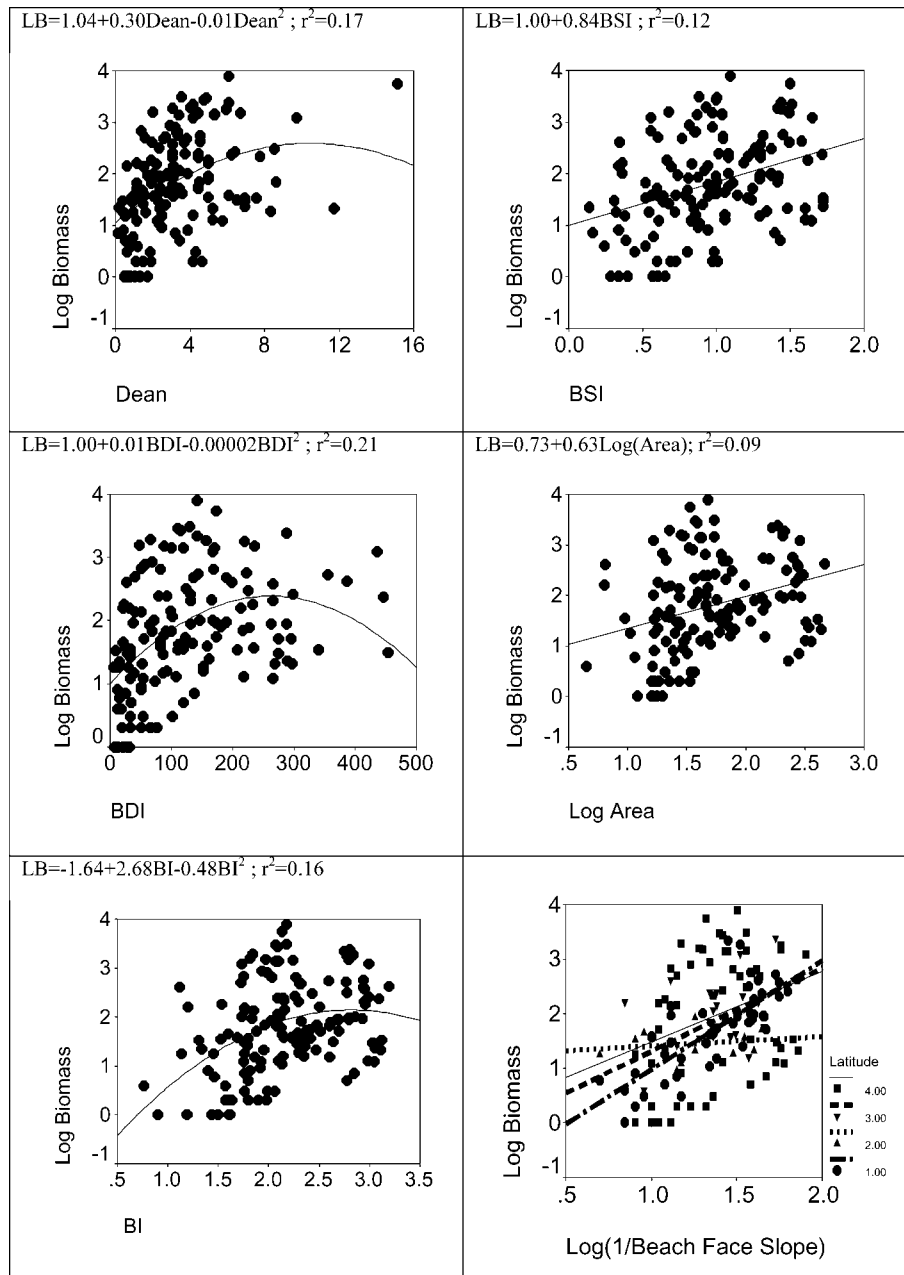 LB=1.04+0.30Dean-0.01Dean² ; r²=0.17
4
3
2
1
0
-1
Log Biomass
0 4 8 12 16
Dean
LB=1.00+0.84BSI ; r²=0.12
4
3
2
1
0
-1
Log Biomass
0.0 .5 1.0 1.5 2.0
BSI
LB=1.00+0.01BDI-0.00002BDI² ; r²=0.21
4
3
2
1
0
Log Biomass
0 100 200 300 400 500
BDI
LB=0.73+0.63Log(Area); r²=0.09
4
3
2
1
0
-1
Log Biomass
.5 1.0 1.5 2.0 2.5 3.0
Log Area
LB=-1.64+2.68BI-0.48BI² ; r²=0.16
4
3
2
1
0
-1
Log Biomass
.5 1.0 1.5 2.0 2.5 3.0 3.5
BI
4
3
2
1
0
-1
Log Biomass
.5 1.0 1.5 2.0
Log(1/Beach Face Slope)
Latitude
4.00
3.00
2.00
1.00